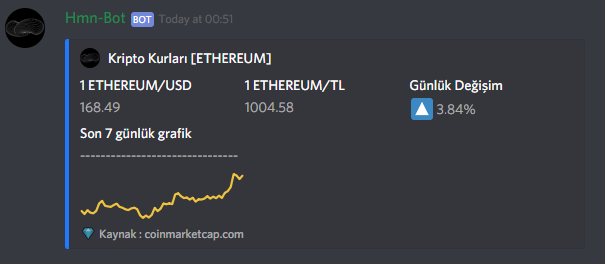 Hmn-Bot BOT Today at 00:51
Kripto Kurları [ETHEREUM]
1 ETHEREUM/USD 1 ETHEREUM/TL Günlük Değişim
168.49 1004.58 3.84%
Son 7 günlük grafik
-------------------------------
Kaynak : coinmarketcap.com